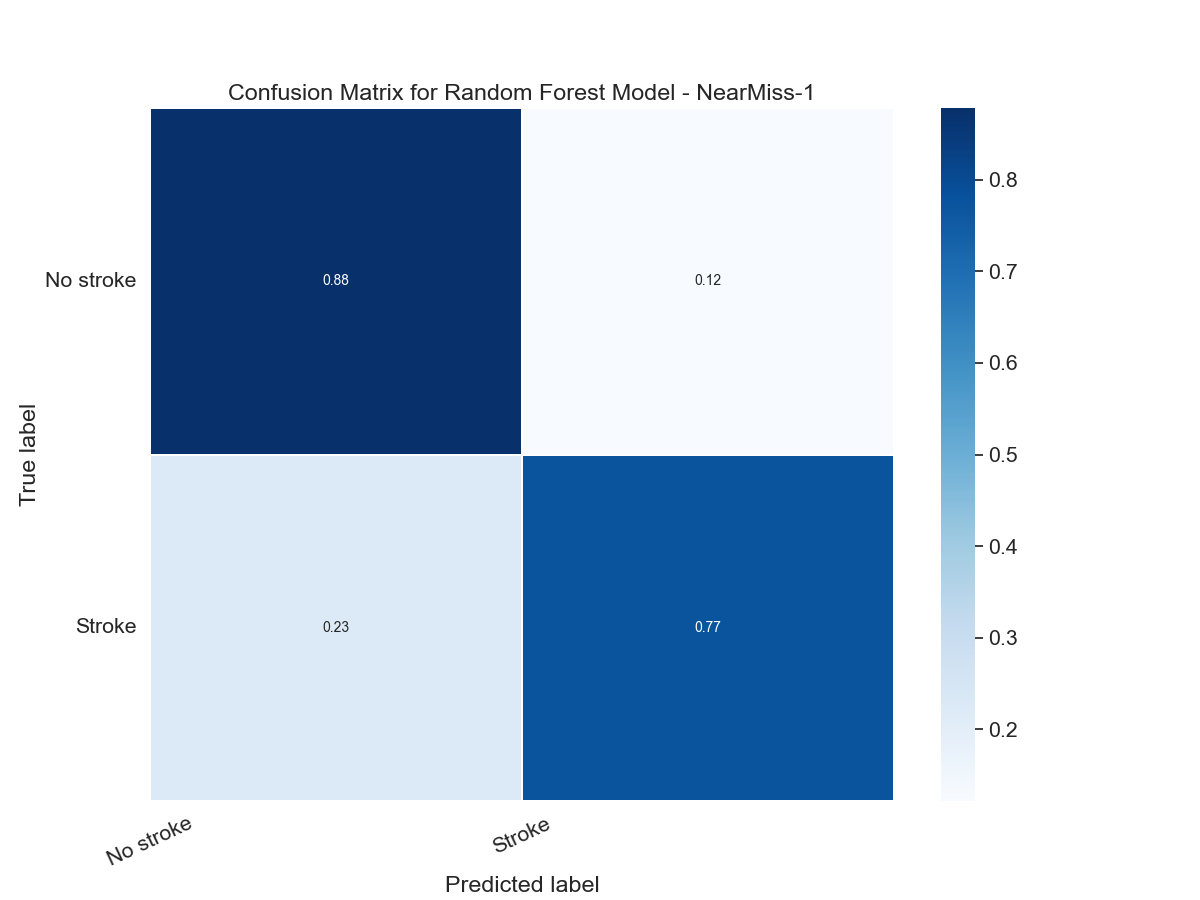 Confusion Matrix for Random Forest Model - NearMiss-1
True label
No stroke
0.88
0.12
Stroke
0.23
0.77
No stroke
Stroke
Predicted label
0.8
0.7
0.6
0.5
0.4
0.3
0.2